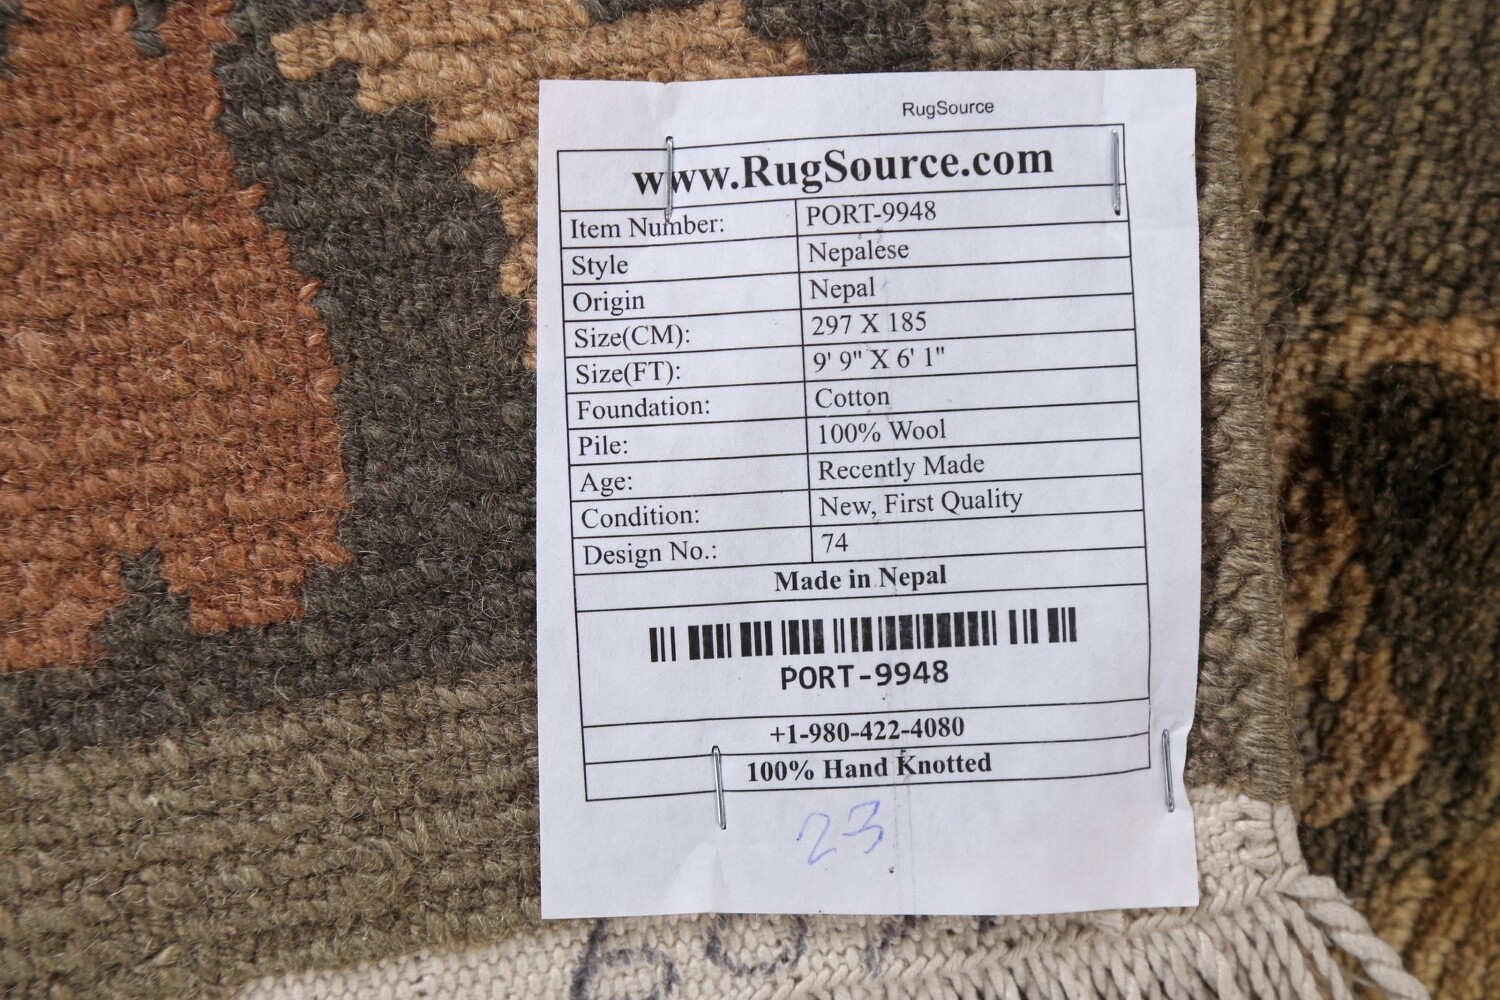 RugSource
www.RugSource.com
Item Number: PORT-9948
Style Nepalese
Origin Nepal
Size(CM): 297 X 185
Size(FT): 9' 9" X 6' 1"
Foundation: Cotton
Pile: 100% Wool
Age: Recently Made
Condition: New, First Quality
Design No.: 74
Made in Nepal
PORT-9948
+1-980-422-4080
100% Hand Knotted
23